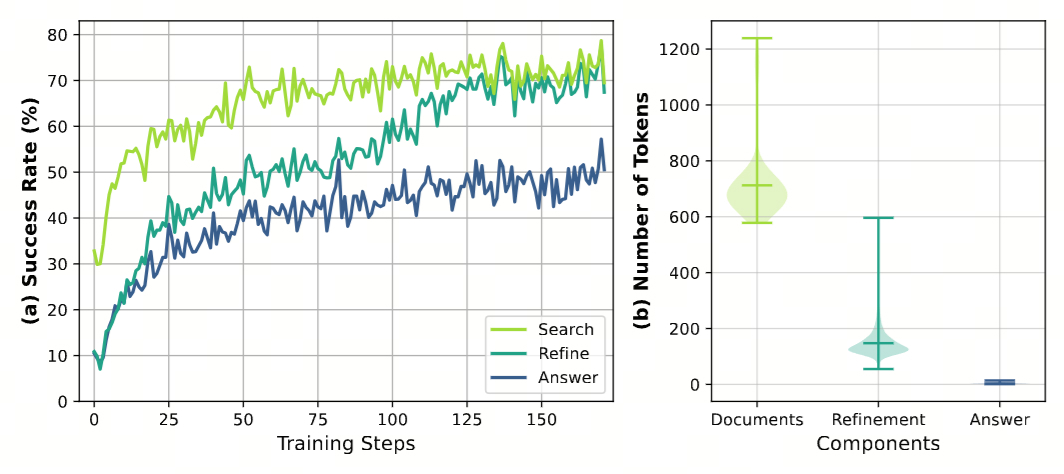 (a) Success Rate (%)
80
70
60
50
40
30
20
10
0
0 25 50 75 100 125 150
Training Steps
Search
Refine
Answer
(b) Number of Tokens
1200
1000
800
600
400
200
0
Documents Refinement Answer
Components